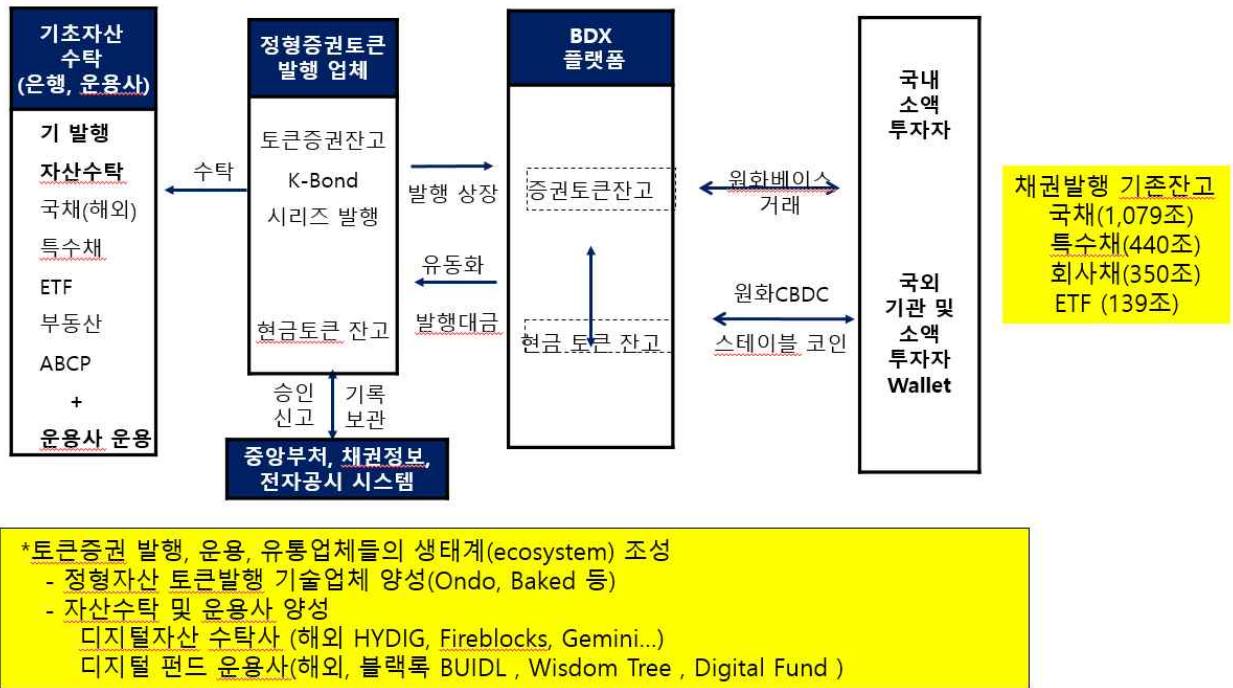 기초자산
수탁
(은행, 운용사)
기 발행
자산수탁
국채(해외)
특수채
ETF
부동산
ABCP
+
운용사 운용
수탁
정형증권토큰
발행 업체
토큰증권잔고
K-Bond
시리즈 발행
현금토큰 잔고
승인
신고
기록
보관
중앙부처, 채권정보,
전자공시 시스템
발행 상장
유동화
발행대금
BDX
플랫폼
증권토큰잔고
현금 토큰 잔고
원화베이스
거래
원화CBDC
스테이블 코인
국내
소액
투자자
국외
기관 및
소액
투자자
Wallet
채권발행 기존잔고
국채(1,079조)
특수채(440조)
회사채(350조)
ETF (139조)
*토큰증권 발행, 운용, 유통업체들의 생태계(ecosystem) 조성
- 정형자산 토큰발행 기술업체 양성(Ondo, Baked 등)
- 자산수탁 및 운용사 양성
디지털자산 수탁사 (해외 HYDIG, Fireblocks, Gemini...)
디지털 펀드 운용사(해외, 블랙록 BUIDL , Wisdom Tree , Digital Fund )